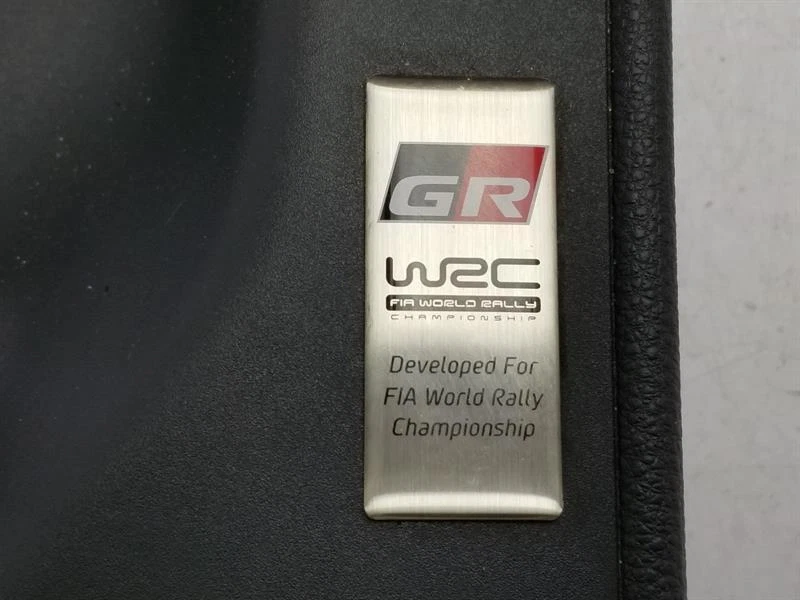 GR
WRC
FIA WORLD RALLY
CHAMPIONSHIP
Developed For
FIA World Rally
Championship